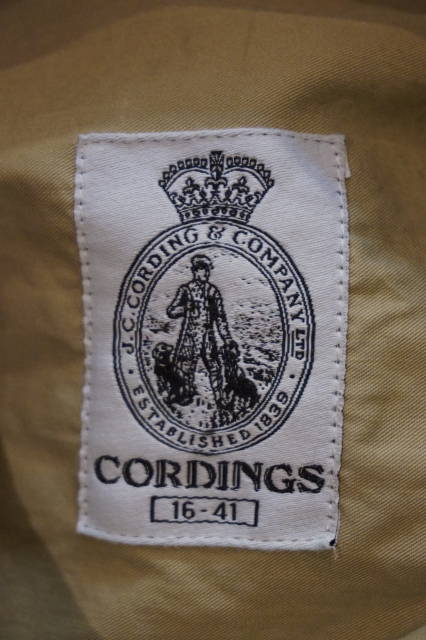 J.C. CORDING & COMPANY LTD
· ESTABLISHED 1839 ·
CORDINGS
16-41